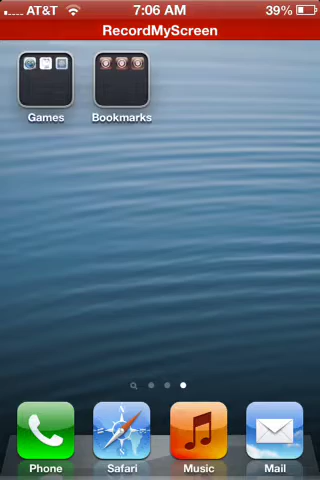 AT&T 7:06 AM 39%
RecordMyScreen
Games Bookmarks
Phone Safari Music Mail